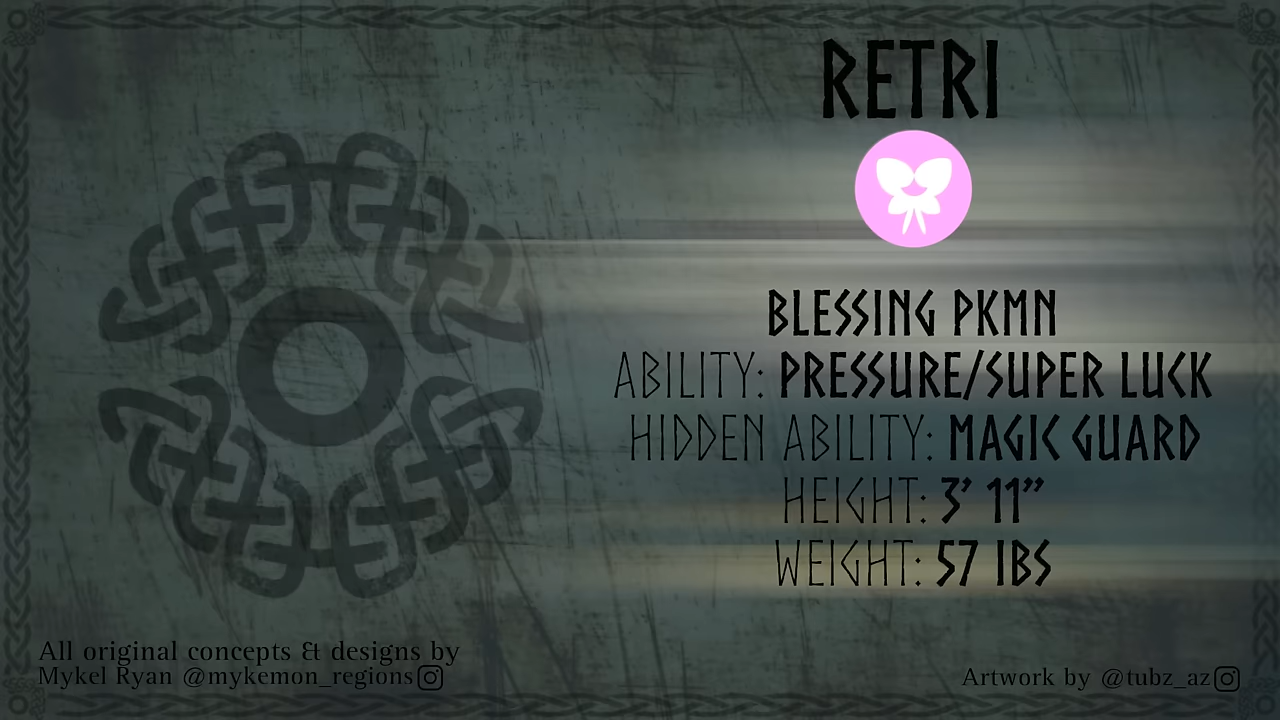 RETRI
BLESSING PKMN
ABILITY: PRESSURE/SUPER LUCK
HIDDEN ABILITY: MAGIC GUARD
HEIGHT: 3’ 11”
WEIGHT: 57 lBS
All original concepts & designs by
Mykel Ryan @mykemon_regions
Artwork by @tubz_az